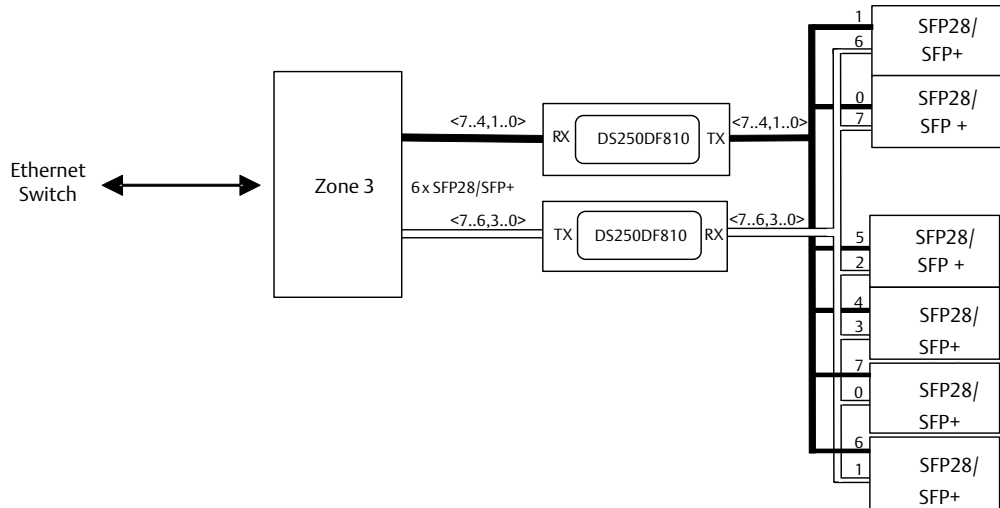 Ethernet
Switch
Zone 3
<7..4,1..0>
RX
DS250DF810
TX
<7..4,1..0>
6 x SFP28/SFP+
<7..6,3..0>
TX
DS250DF810
RX
<7..6,3..0>
1
6
SFP28/
SFP+
0
7
SFP28/
SFP +
5
2
SFP28/
SFP +
4
3
SFP28/
SFP+
7
0
SFP28/
SFP+
6
1
SFP28/
SFP+